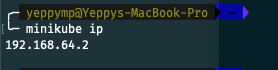 yeppymp@Yeppys-MacBook-Pro ~
minikube ip
192.168.64.2